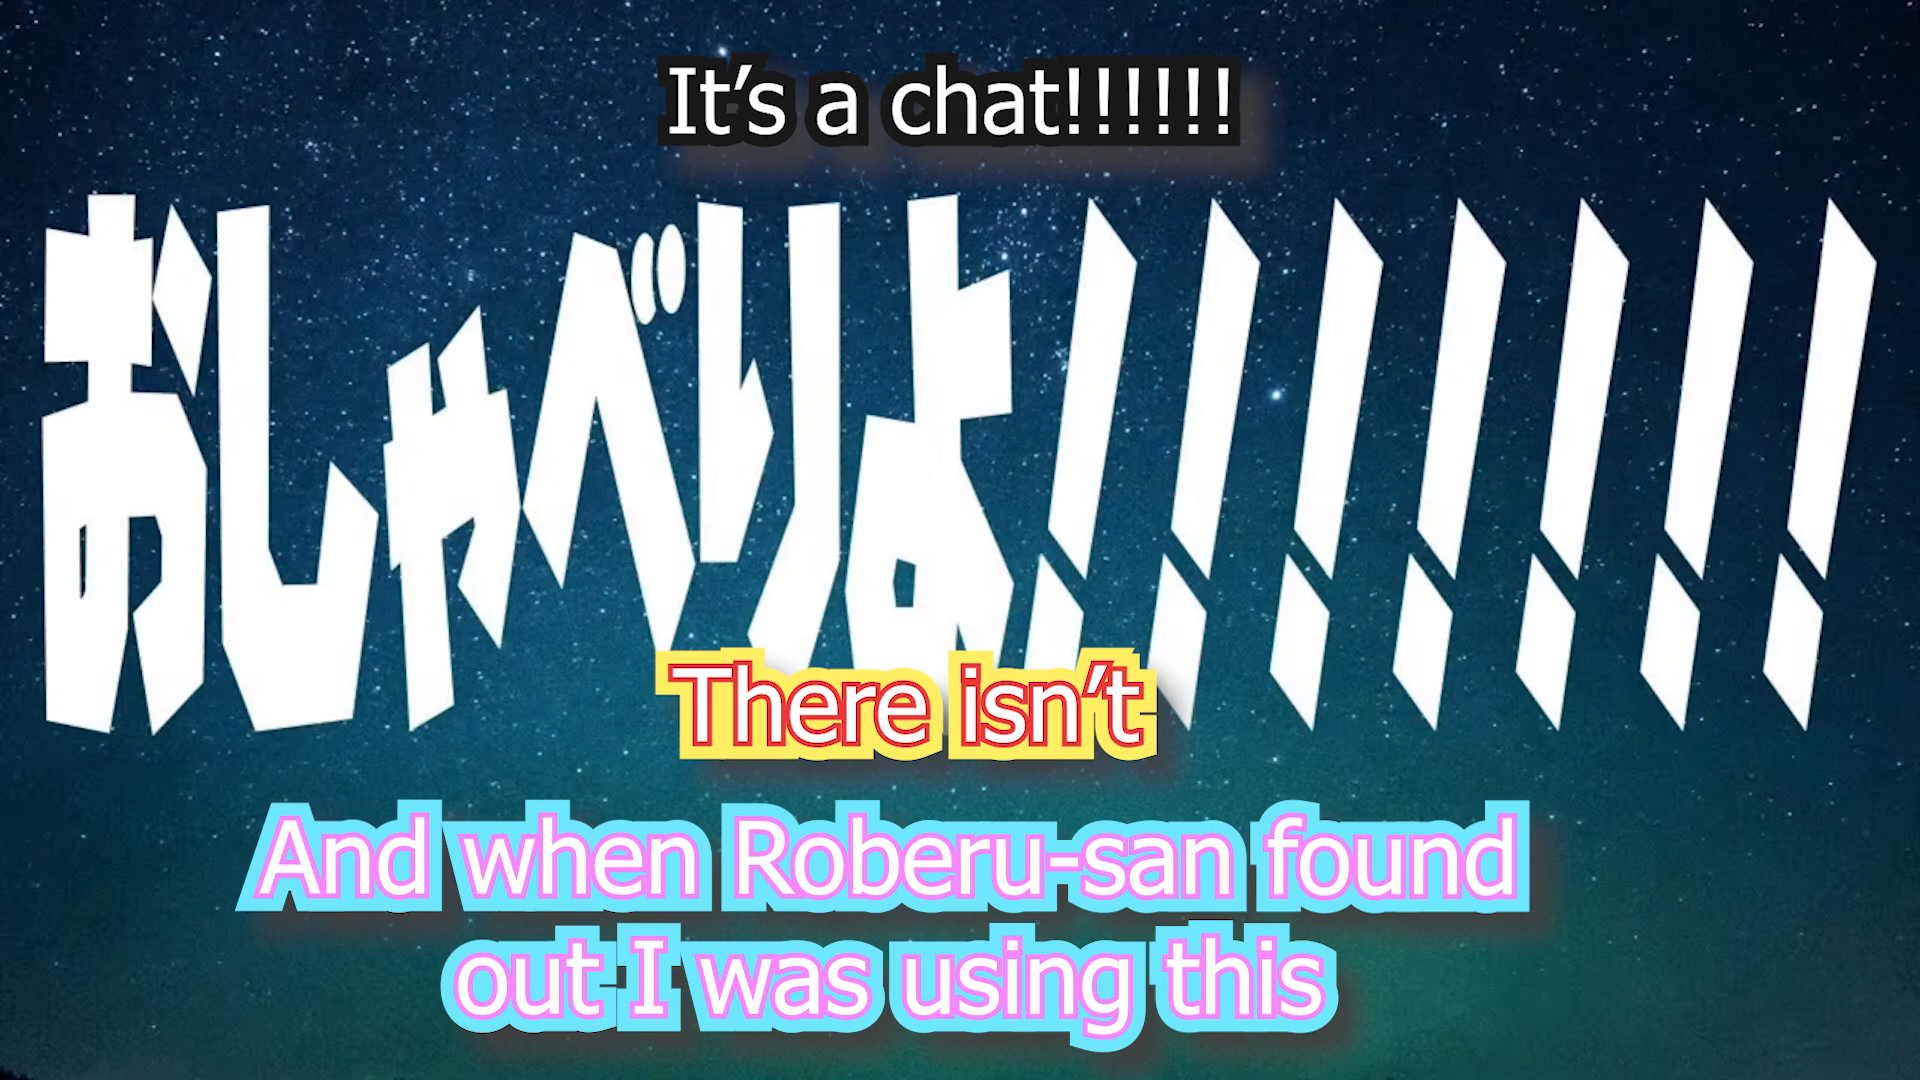 It’s a chat!!!!!!
おしゃべりよ!!!!!!!
There isn’t
And when Roberu-san found
out I was using this